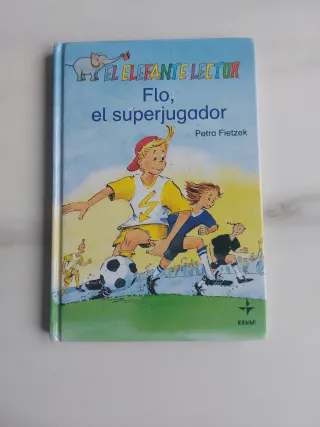 EL ELEFANTE LECTOR
Flo,
el superjugador
Petra Fietzek
EDAF